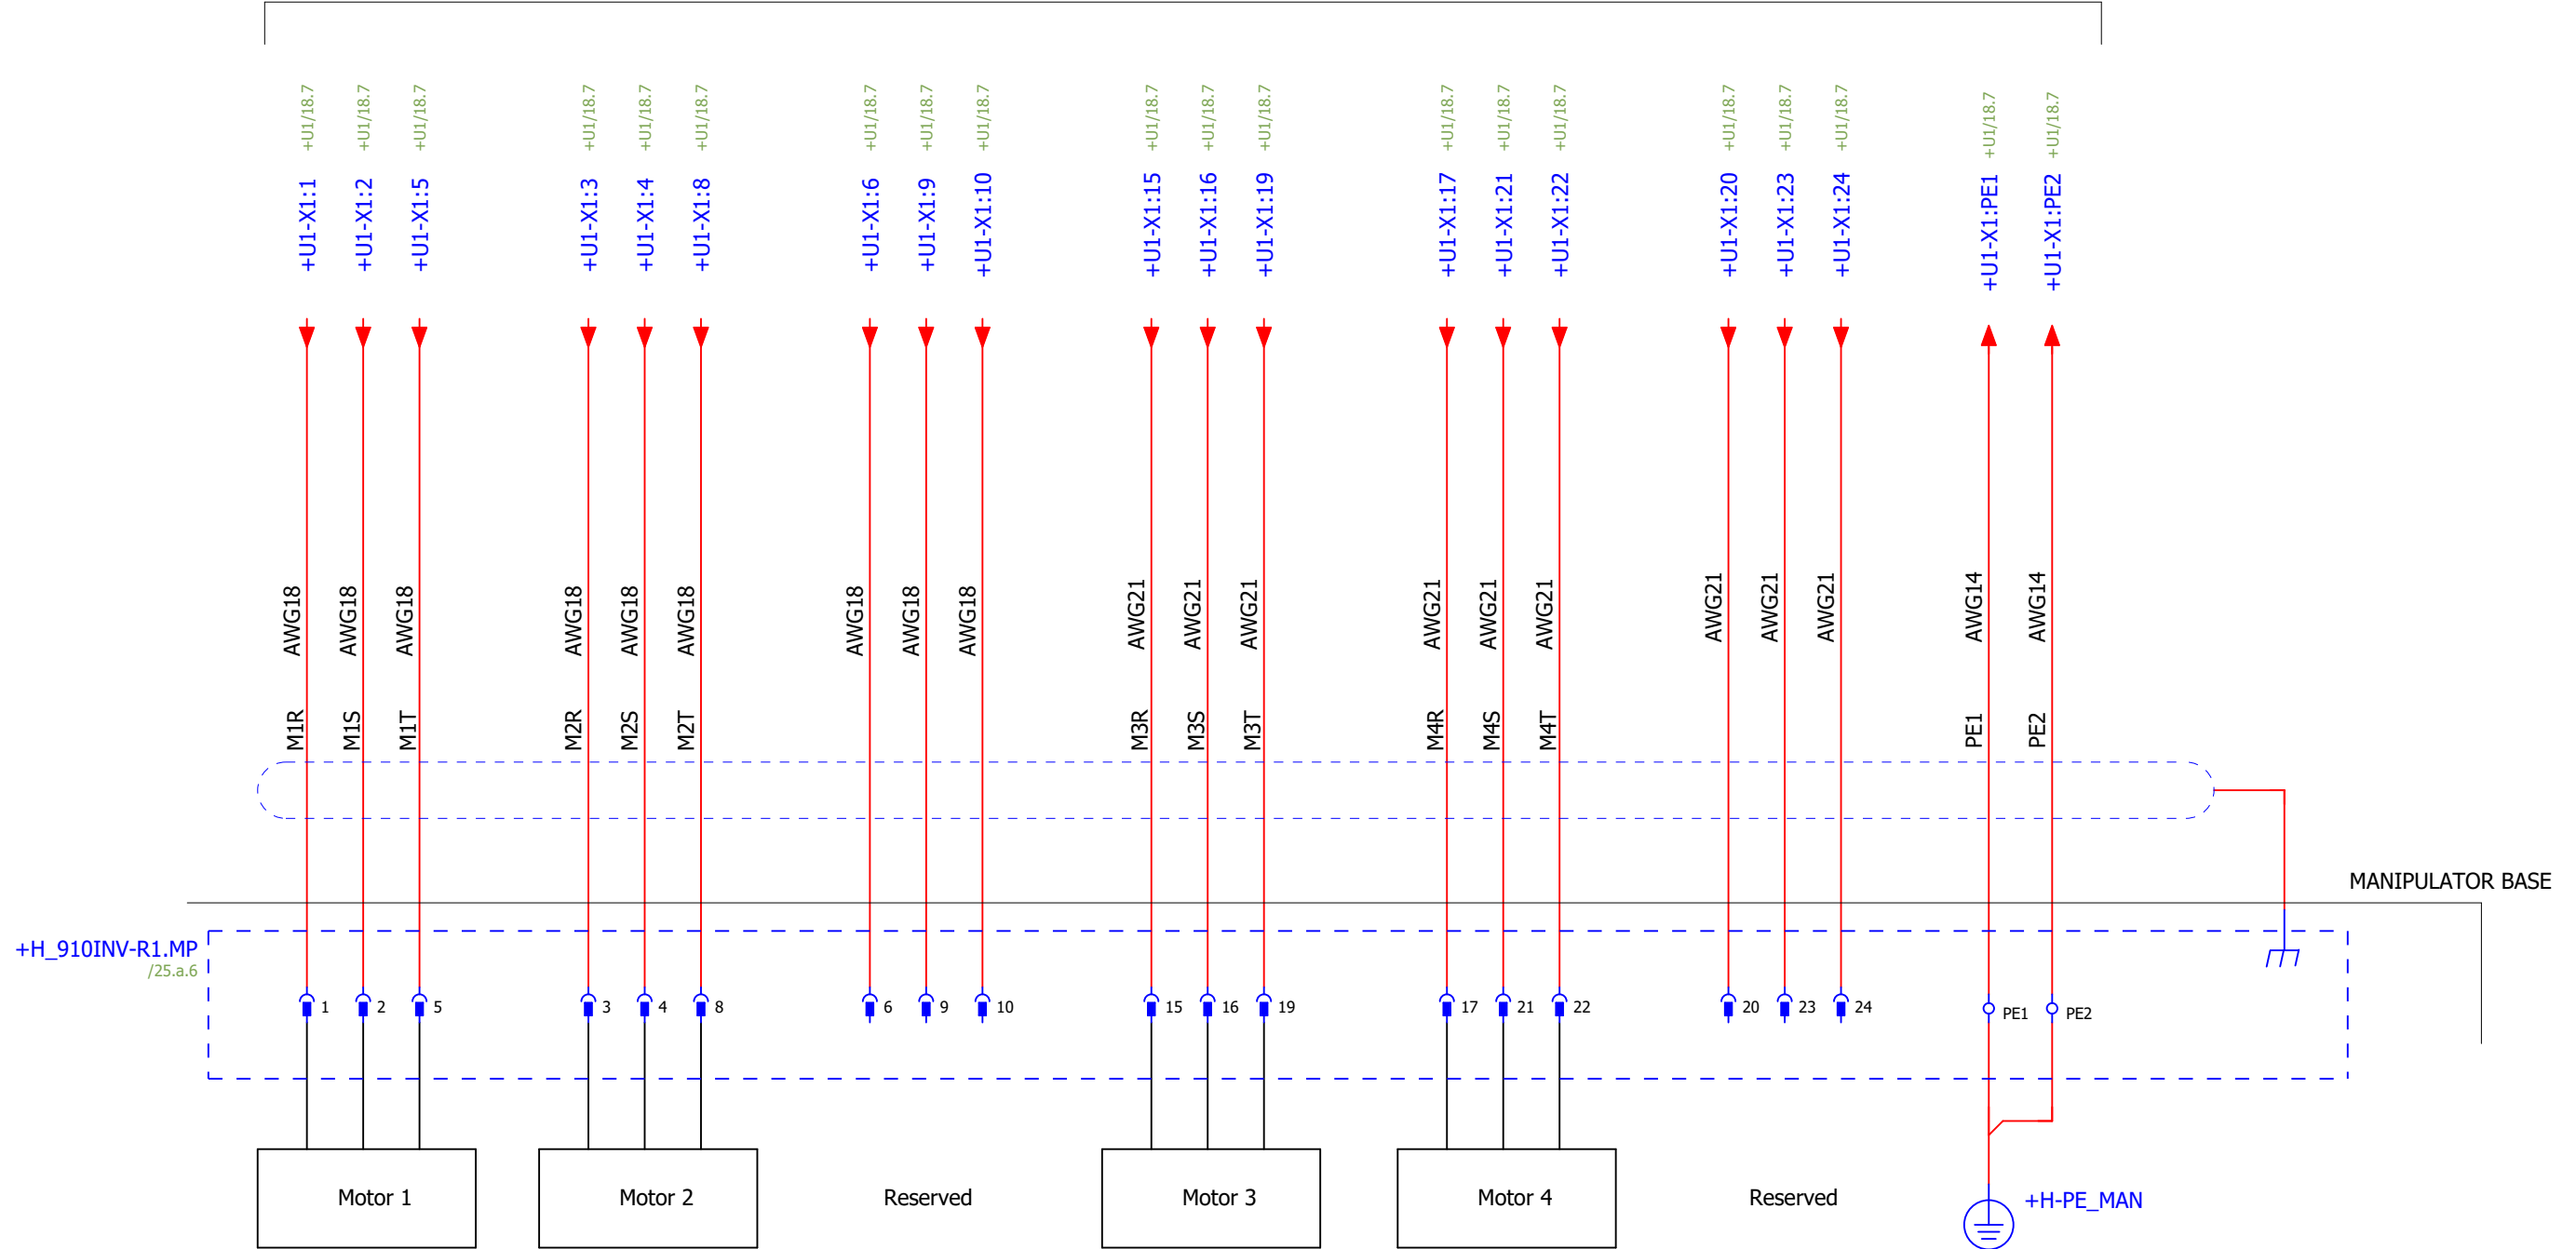 +U1/18.7 +U1/18.7 +U1/18.7 +U1/18.7 +U1/18.7 +U1/18.7 +U1/18.7 +U1/18.7 +U1/18.7 +U1/18.7 +U1/18.7 +U1/18.7 +U1/18.7 +U1/18.7 +U1/18.7 +U1/18.7 +U1/18.7 +U1/18.7 +U1/18.7 +U1/18.7
+U1-X1:1 +U1-X1:2 +U1-X1:5 +U1-X1:3 +U1-X1:4 +U1-X1:8 +U1-X1:6 +U1-X1:9 +U1-X1:10 +U1-X1:15 +U1-X1:16 +U1-X1:19 +U1-X1:17 +U1-X1:21 +U1-X1:22 +U1-X1:20 +U1-X1:23 +U1-X1:24 +U1-X1:PE1 +U1-X1:PE2
AWG18 AWG18 AWG18 AWG18 AWG18 AWG18 AWG18 AWG18 AWG18 AWG21 AWG21 AWG21 AWG21 AWG21 AWG21 AWG21 AWG21 AWG21 AWG14 AWG14
M1R M1S M1T M2R M2S M2T M3R M3S M3T M4R M4S M4T PE1 PE2
MANIPULATOR BASE
+H_910INV-R1.MP
/25.a.6
1 2 5 3 4 8 6 9 10 15 16 19 17 21 22 20 23 24 PE1 PE2
Motor 1 Motor 2 Reserved Motor 3 Motor 4 Reserved +H-PE_MAN